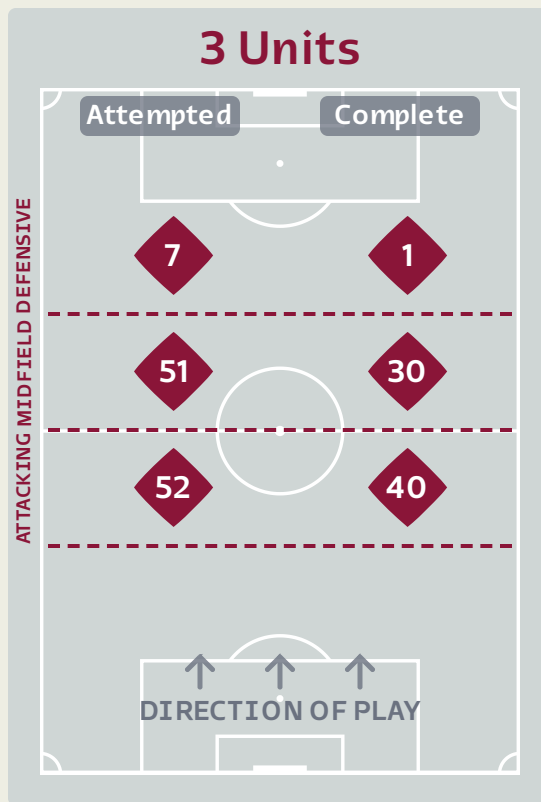 3 Units
Attempted Complete
ATTACKING MIDFIELD DEFENSIVE
7 1
51 30
52 40
DIRECTION OF PLAY